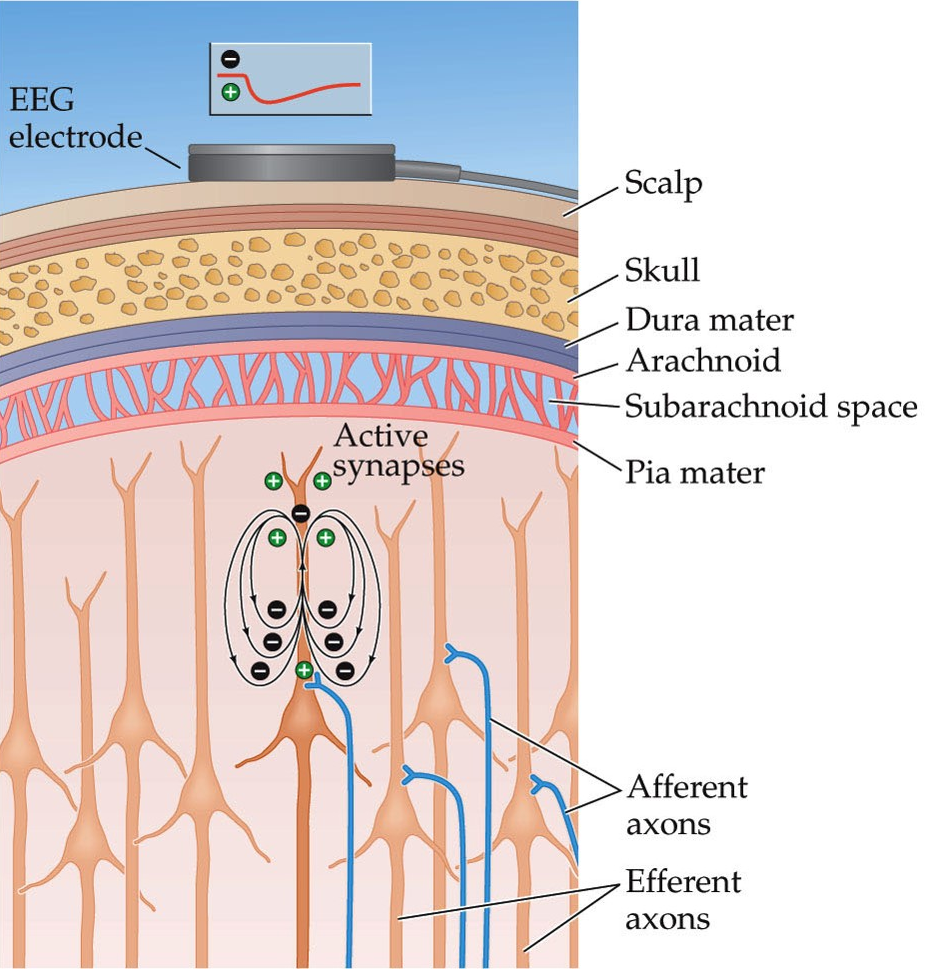 EEG
electrode
Scalp
Skull
Dura mater
Arachnoid
Subarachnoid space
Pia mater
Active
synapses
Afferent
axons
Efferent
axons